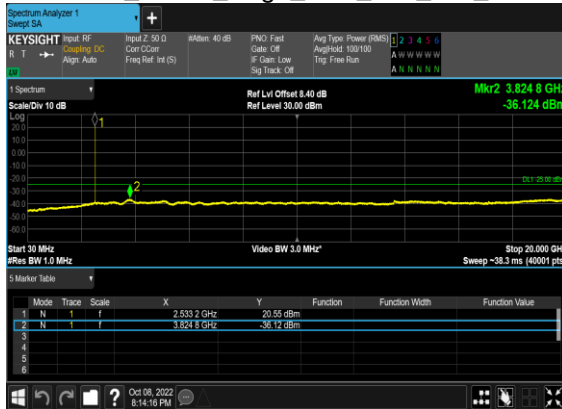 Spectrum Analyzer 1
Swept SA
+
KEYSIGHT Input: RF Input Z: 50 Ω #Atten: 40 dB PNO: Fast Avg Type: Power (RMS) 1 2 3 4 5 6
R T Coupling: DC Corr CCorr Gate: Off Avg|Hold: 100/100 A W W W W W
Align: Auto Freq Ref: Int (S) IF Gain: Low Trig: Free Run
Sig Track: Off A N N N N N
1 Spectrum Ref Lvl Offset 8.40 dB Mkr2 3.824 8 GHz
Scale/Div 10 dB Ref Level 30.00 dBm -36.124 dBm
Log
20.0
10.0
0.00
-10.0
-20.0
-30.0
-40.0
-50.0
-60.0
1
2
DL1 -25.00 dBm
Start 30 MHz Video BW 3.0 MHz* Stop 20.000 GHz
#Res BW 1.0 MHz Sweep ~38.3 ms (40001 pts)
5 Marker Table
Mode Trace Scale X Y Function Function Width Function Value
1 N 1 f 2.533 2 GHz 20.55 dBm
2 N 1 f 3.824 8 GHz -36.12 dBm
3
4
5
6
? Oct 08, 2022
8:14:16 PM